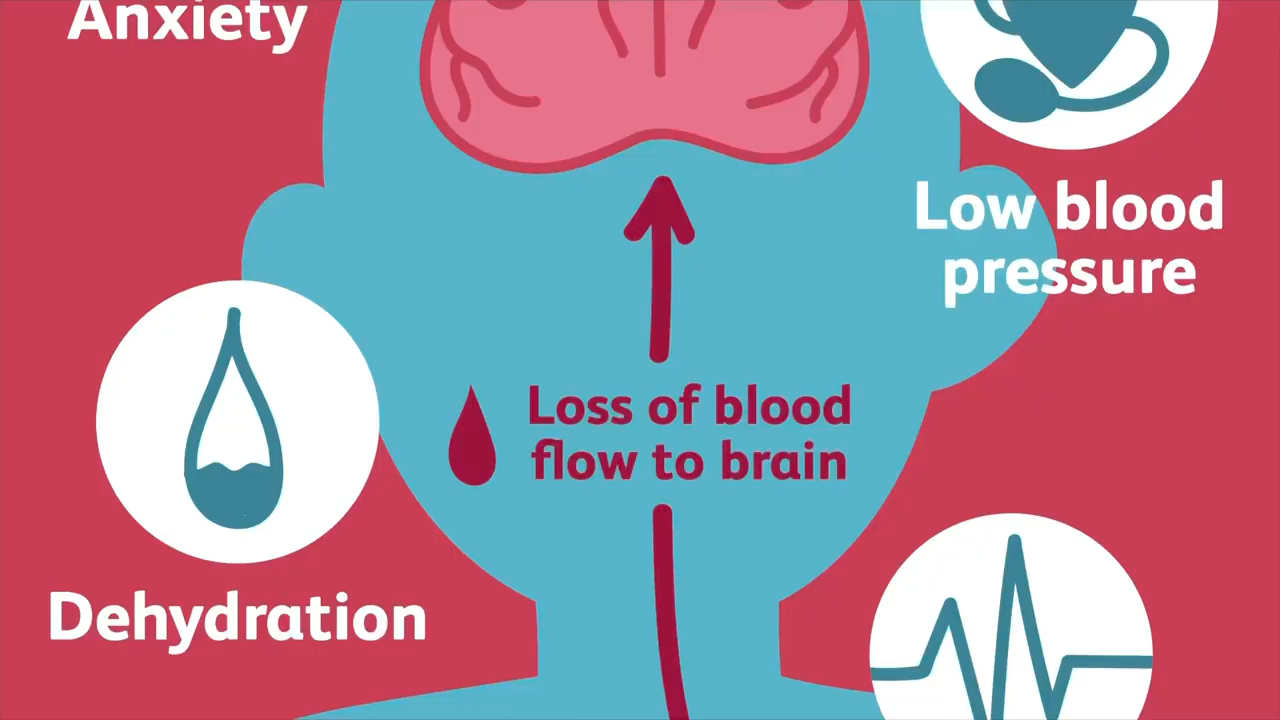 Anxiety
Low blood
pressure
Loss of blood
flow to brain
Dehydration